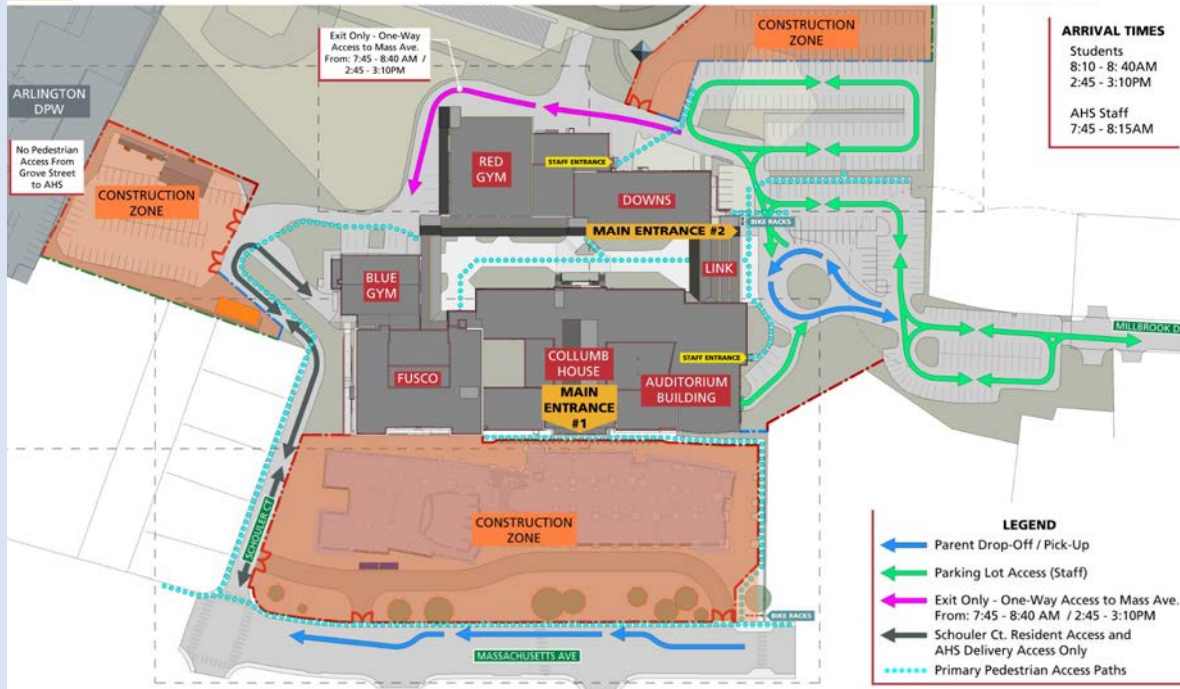 Exit Only - One-Way
Access to Mass Ave.
From: 7:45 - 8:40 AM /
2:45 - 3:10PM
CONSTRUCTION
ZONE
ARRIVAL TIMES
Students
8:10 - 8: 40AM
2:45 - 3:10PM
AHS Staff
7:45 - 8:15AM
ARLINGTON
DPW
No Pedestrian
Access From
Grove Street
to AHS
CONSTRUCTION
ZONE
RED
GYM
STAFF ENTRANCE
DOWNS
MAIN ENTRANCE #2
BIKE RACKS
LINK
BLUE
GYM
FUSCO
COLLUMB
HOUSE
STAFF ENTRANCE
AUDITORIUM
BUILDING
MAIN
ENTRANCE
#1
MILLBROOK D
CONSTRUCTION
ZONE
SCHOULER CT
BIKE RACKS
MASSACHUSETTS AVE
LEGEND
Parent Drop-Off / Pick-Up
Parking Lot Access (Staff)
Exit Only - One-Way Access to Mass Ave.
From: 7:45 - 8:40 AM / 2:45 - 3:10PM
Schouler Ct. Resident Access and
AHS Delivery Access Only
Primary Pedestrian Access Paths